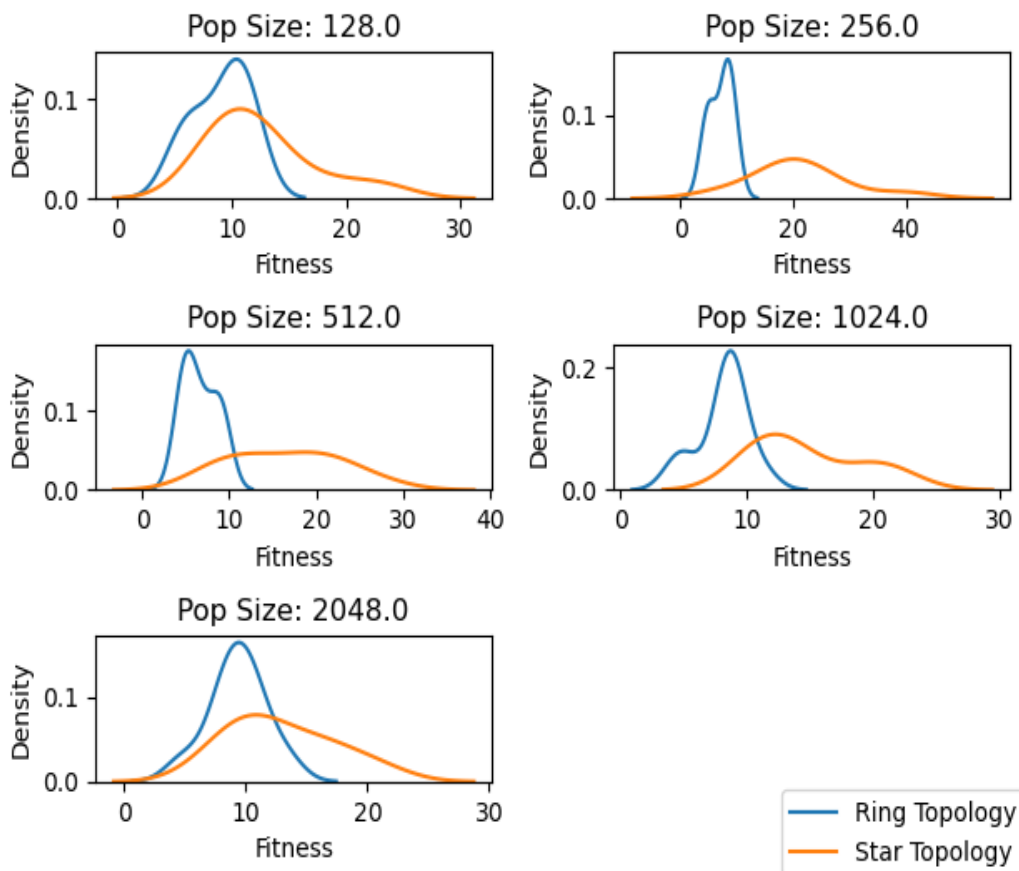 Pop Size: 128.0
Density
0.1
0.0
0 10 20 30
Fitness
Pop Size: 256.0
Density
0.1
0.0
0 20 40
Fitness
Pop Size: 512.0
Density
0.1
0.0
0 10 20 30 40
Fitness
Pop Size: 1024.0
Density
0.2
0.0
0 10 20 30
Fitness
Pop Size: 2048.0
Density
0.1
0.0
0 10 20 30
Fitness
Ring Topology
Star Topology